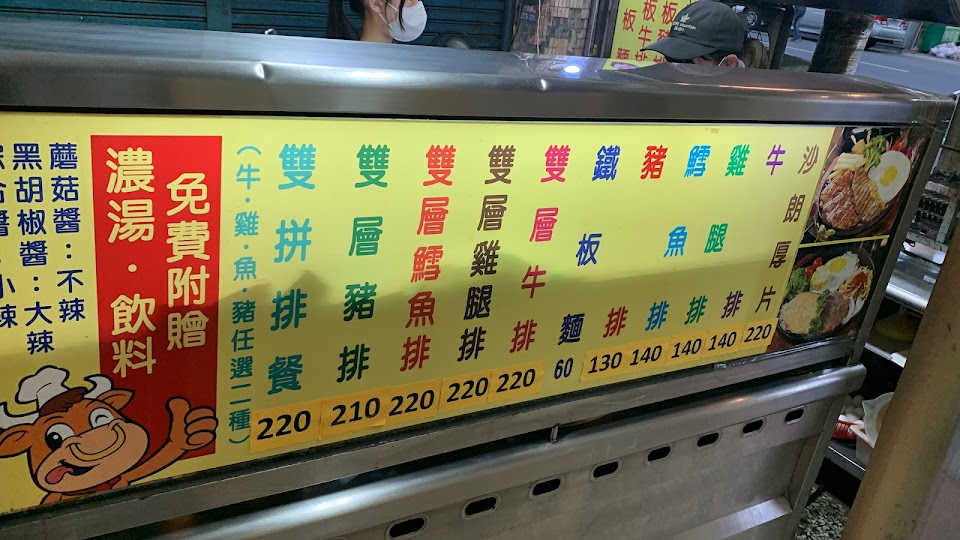 沙朗厚片 220
牛排 140
雞腿排 140
鱈魚排 140
豬排 130
鐵板麵 60
雙層牛排 220
雙層雞腿排 220
雙層鱈魚排 220
雙層豬排 210
雙拼排餐 220
(牛.雞.魚.豬任選二種)
免費附贈
濃湯.飲料
蘑菇醬:不辣
黑胡椒醬:大辣